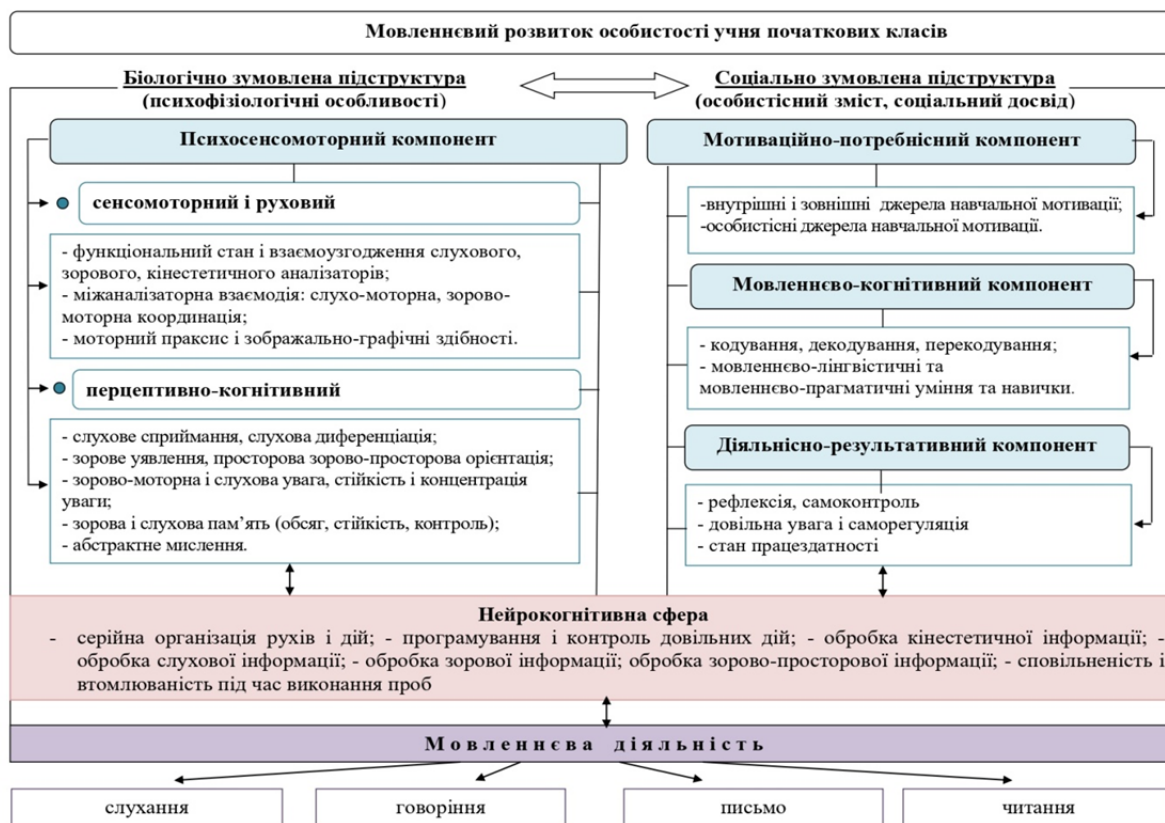 Мовленнєвий розвиток особистості учня початкових класів
Біологічно зумовлена підструктура
(психофізіологічні особливості)
Соціально зумовлена підструктура
(особистісний зміст, соціальний досвід)
Психосенсомоторний компонент
сенсомоторний і руховий
- функціональний стан і взаємоузгодження слухового,
зорового, кінестетичного аналізаторів;
- міжаналізаторна взаємодія: слухо-моторна, зорово-
моторна координація;
- моторний праксис і зображально-графічні здібності.
перцептивно-когнітивний
- слухове сприймання, слухова диференціація;
- зорове уявлення, просторова зорово-просторова орієнтація;
- зорово-моторна і слухова увага, стійкість і концентрація
уваги;
- зорова і слухова пам’ять (обсяг, стійкість, контроль);
- абстрактне мислення.
Мотиваційно-потребнісний компонент
-внутрішні і зовнішні джерела навчальної мотивації;
-особистісні джерела навчальної мотивації.
Мовленнєво-когнітивний компонент
- кодування, декодування, перекодування;
- мовленнєво-лінгвістичні та
мовленнєво-прагматичні уміння та навички.
Діяльнісно-результативний компонент
- рефлексія, самоконтроль
- довільна увага і саморегуляція
- стан працездатності
Нейрокогнітивна сфера
- серійна організація рухів і дій; - програмування і контроль довільних дій; - обробка кінестетичної інформації; -
обробка слухової інформації; - обробка зорової інформації; обробка зорово-просторової інформації; - сповільненість і
втомлюваність під час виконання проб
Мовленнєва діяльність
слухання
говоріння
письмо
читання